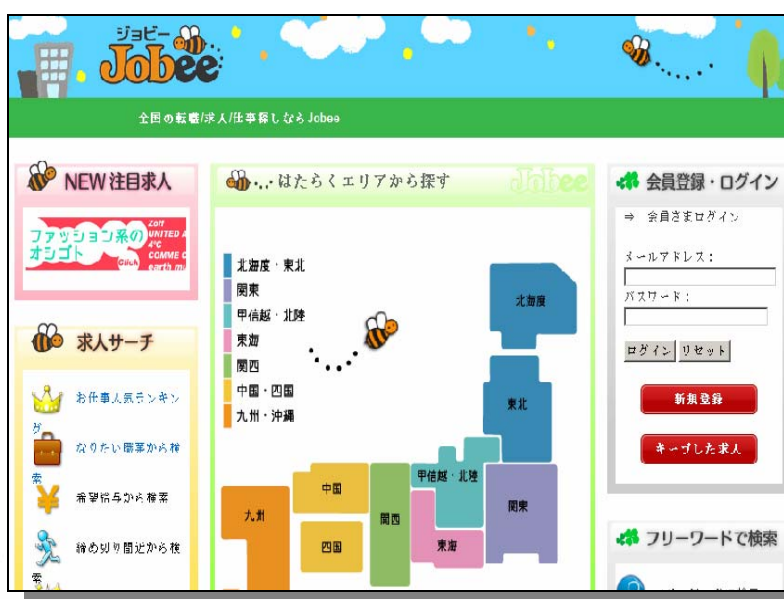 ジョビー
Jobee
全国の転職/求人/仕事探しならJobee
NEW 注目求人
ファッション系の
オシゴト
Click
Zoff
UNITED A
4℃
COMME C
earth mu
求人サーチ
お仕事人気ランキン
グ
なりたい職業から検
索
希望給与から検索
締め切り間近から検
索
はたらくエリアから探す
Jobee
北海度・東北
関東
甲信越・北陸
東海
関西
中国・四国
九州・沖縄
北海度
東北
甲信越・北陸
関東
中国
関西
九州
四国
東海
会員登録・ログイン
⇒ 会員さまログイン
メールアドレス：
パスワード：
ログイン リセット
新規登録
キープした求人
フリーワードで検索